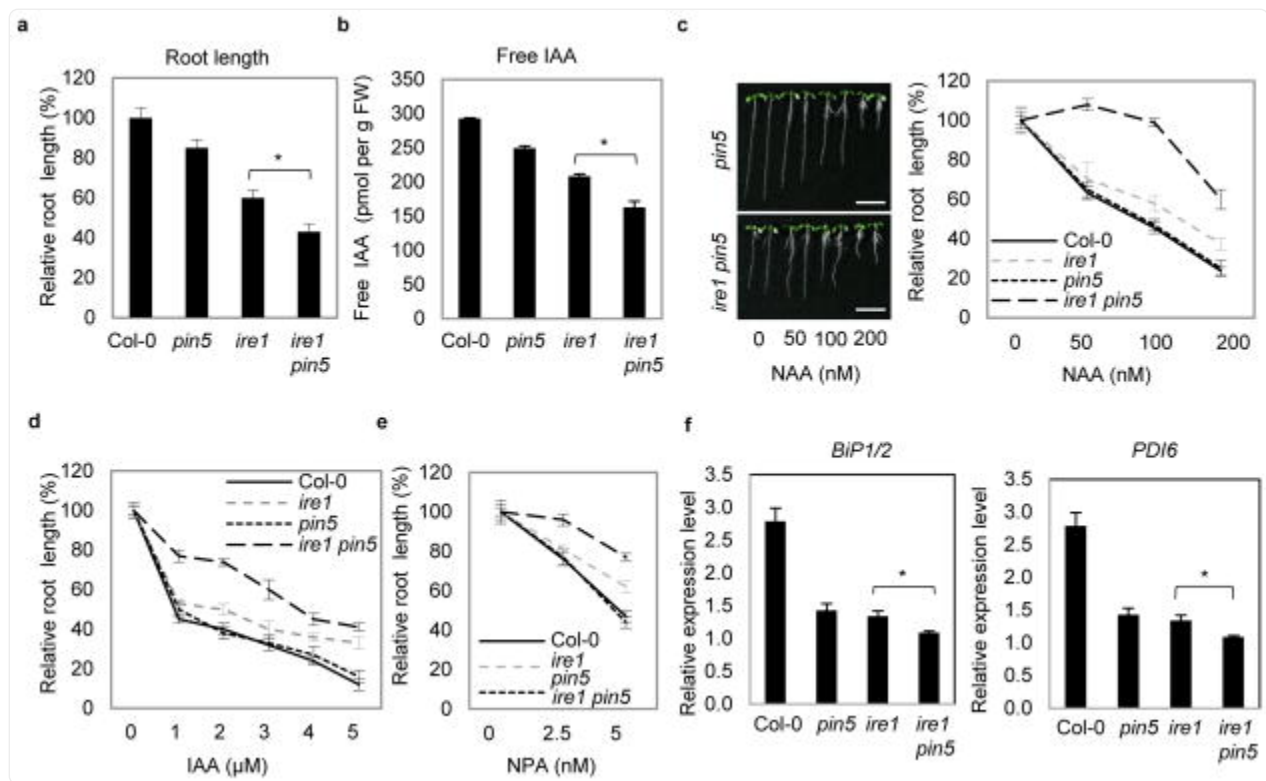 a
Root length
Relative root length (%)
120
100
80
60
40
20
0
*
Col-0 pin5 ire1 ire1
pin5
b
Free IAA
Free IAA (pmol per g FW)
350
300
250
200
150
100
50
0
*
Col-0 pin5 ire1 ire1
pin5
c
pin5
ire1 pin5
0 50 100 200
NAA (nM)
Relative root length (%)
120
100
80
60
40
20
0
Col-0
ire1
pin5
ire1 pin5
0 50 100 200
NAA (nM)
d
Relative root length (%)
120
100
80
60
40
20
0
Col-0
ire1
pin5
ire1 pin5
0 1 2 3 4 5
IAA (µM)
e
Relative root length (%)
120
100
80
60
40
20
0
Col-0
ire1
pin5
ire1 pin5
0 2.5 5
NPA (nM)
f
BiP1/2
Relative expression level
3.5
3.0
2.5
2.0
1.5
1.0
0.5
0.0
*
Col-0 pin5 ire1 ire1
pin5
PDI6
Relative expression level
3.5
3.0
2.5
2.0
1.5
1.0
0.5
0.0
*
Col-0 pin5 ire1 ire1
pin5